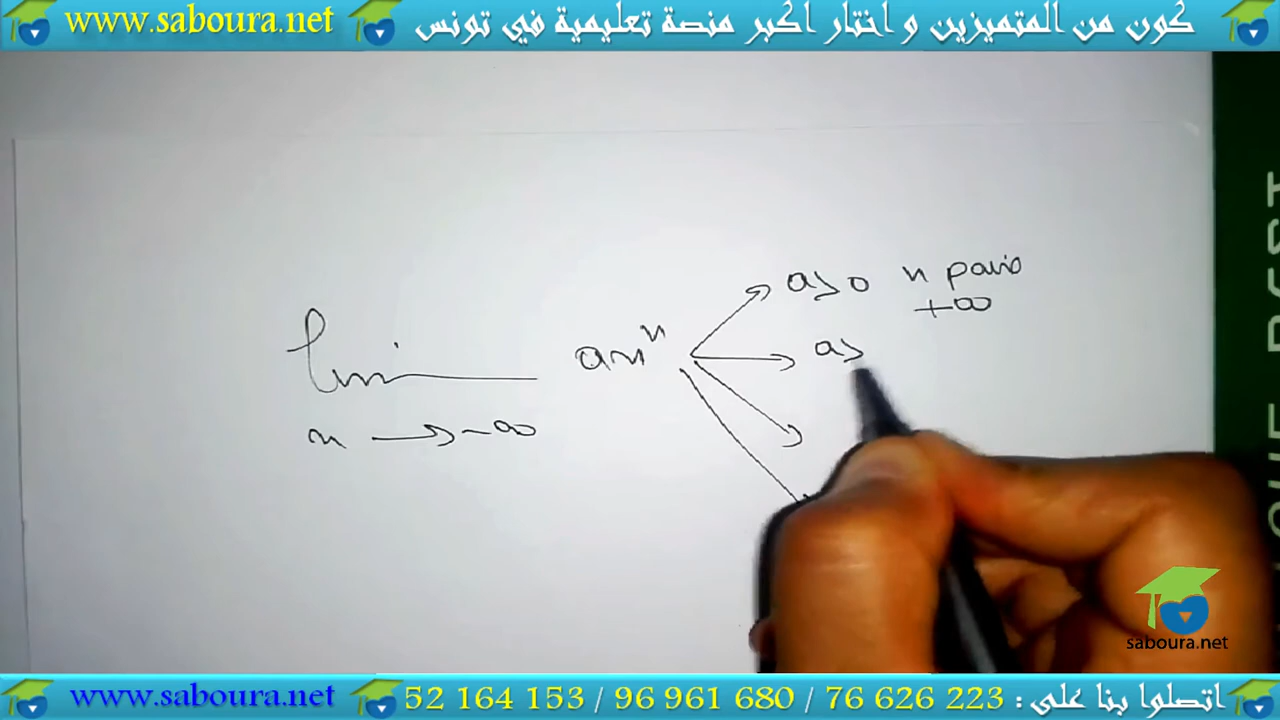 www.saboura.net كون من المتميزين و اختار اكبر منصة تعليمية في تونس
lim axⁿ
x → -∞
a > 0 n pair
+∞
a >
saboura.net
www.saboura.net 52 164 153 / 96 961 680 / 76 626 223 : اتصلوا بنا على